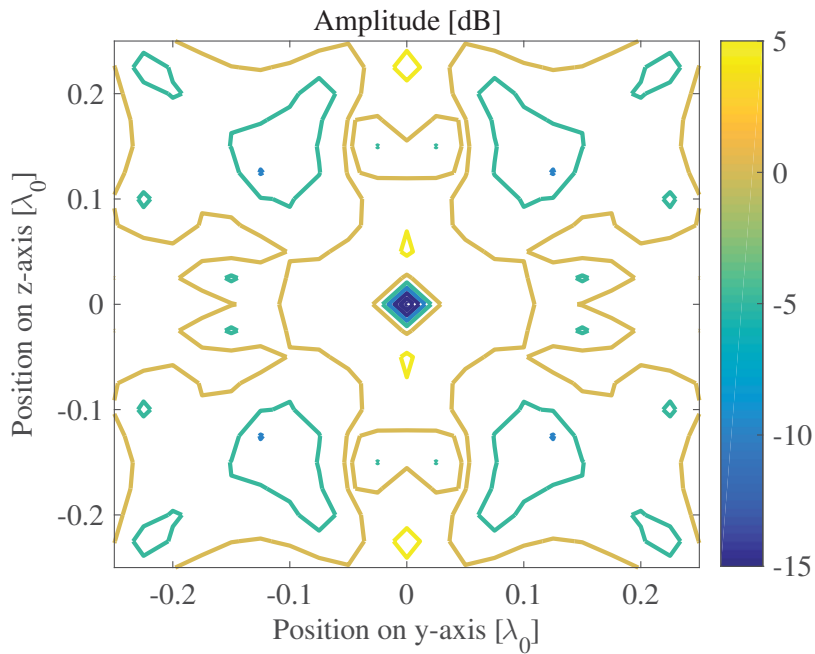 Amplitude [dB]
0.2
0.1
0
-0.1
-0.2
Position on z-axis [λ₀]
-0.2 -0.1 0 0.1 0.2
Position on y-axis [λ₀]
5
0
-5
-10
-15